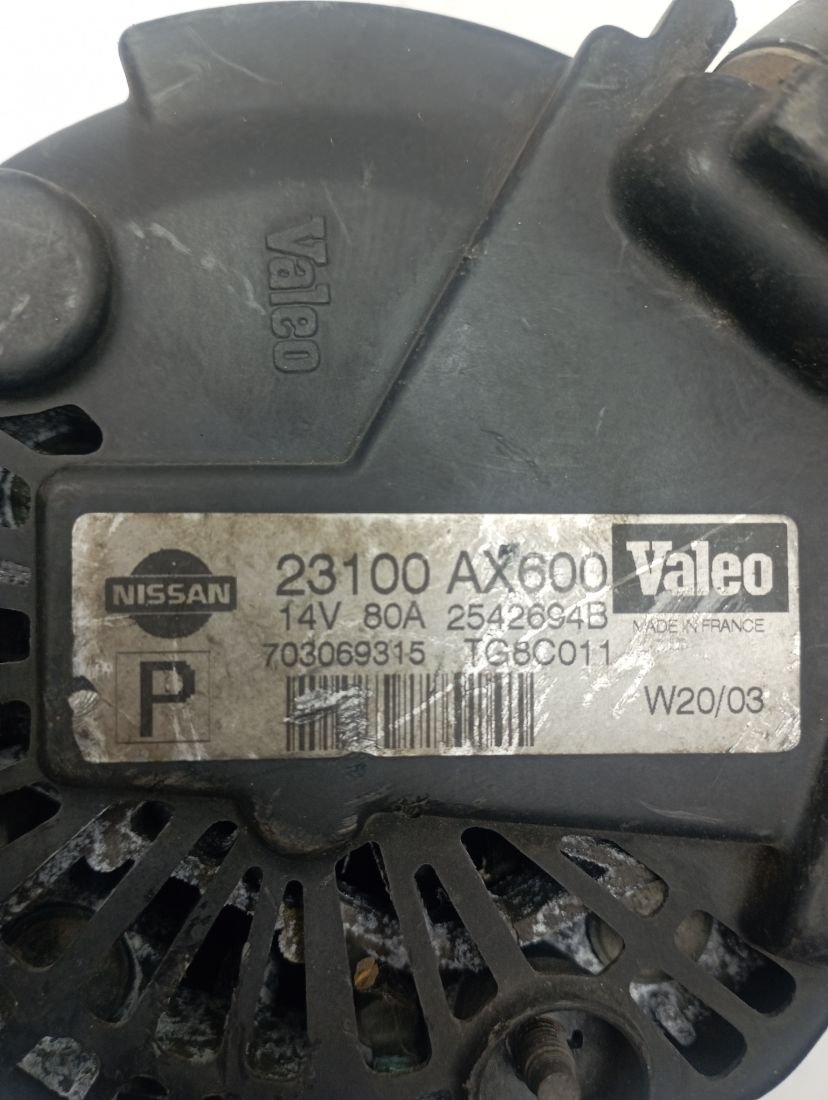 Valeo
NISSAN
23100 AX600
Valeo
14V 80A 2542694B
MADE IN FRANCE
703069315 TG8C011
P
W20/03